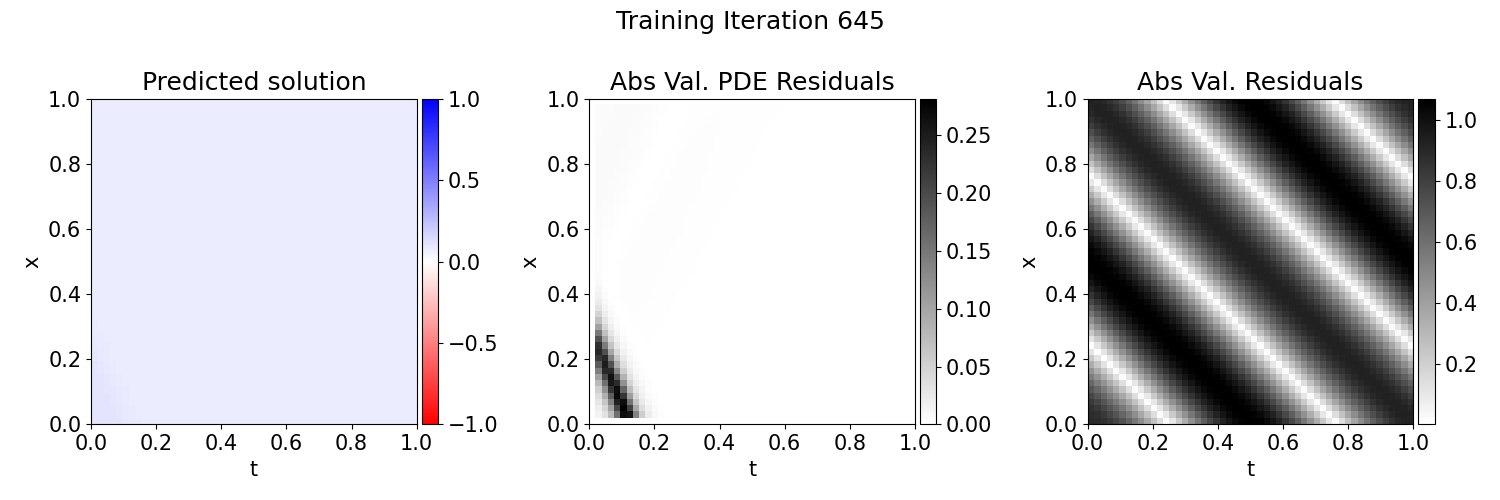 Training Iteration 645
Predicted solution
Abs Val. PDE Residuals
Abs Val. Residuals
1.0
0.8
0.6
0.4
0.2
0.0
x
0.0 0.2 0.4 0.6 0.8 1.0
t
1.0
0.5
0.0
−0.5
−1.0
1.0
0.8
0.6
0.4
0.2
0.0
x
0.0 0.2 0.4 0.6 0.8 1.0
t
0.25
0.20
0.15
0.10
0.05
0.00
1.0
0.8
0.6
0.4
0.2
0.0
x
0.0 0.2 0.4 0.6 0.8 1.0
t
1.0
0.8
0.6
0.4
0.2